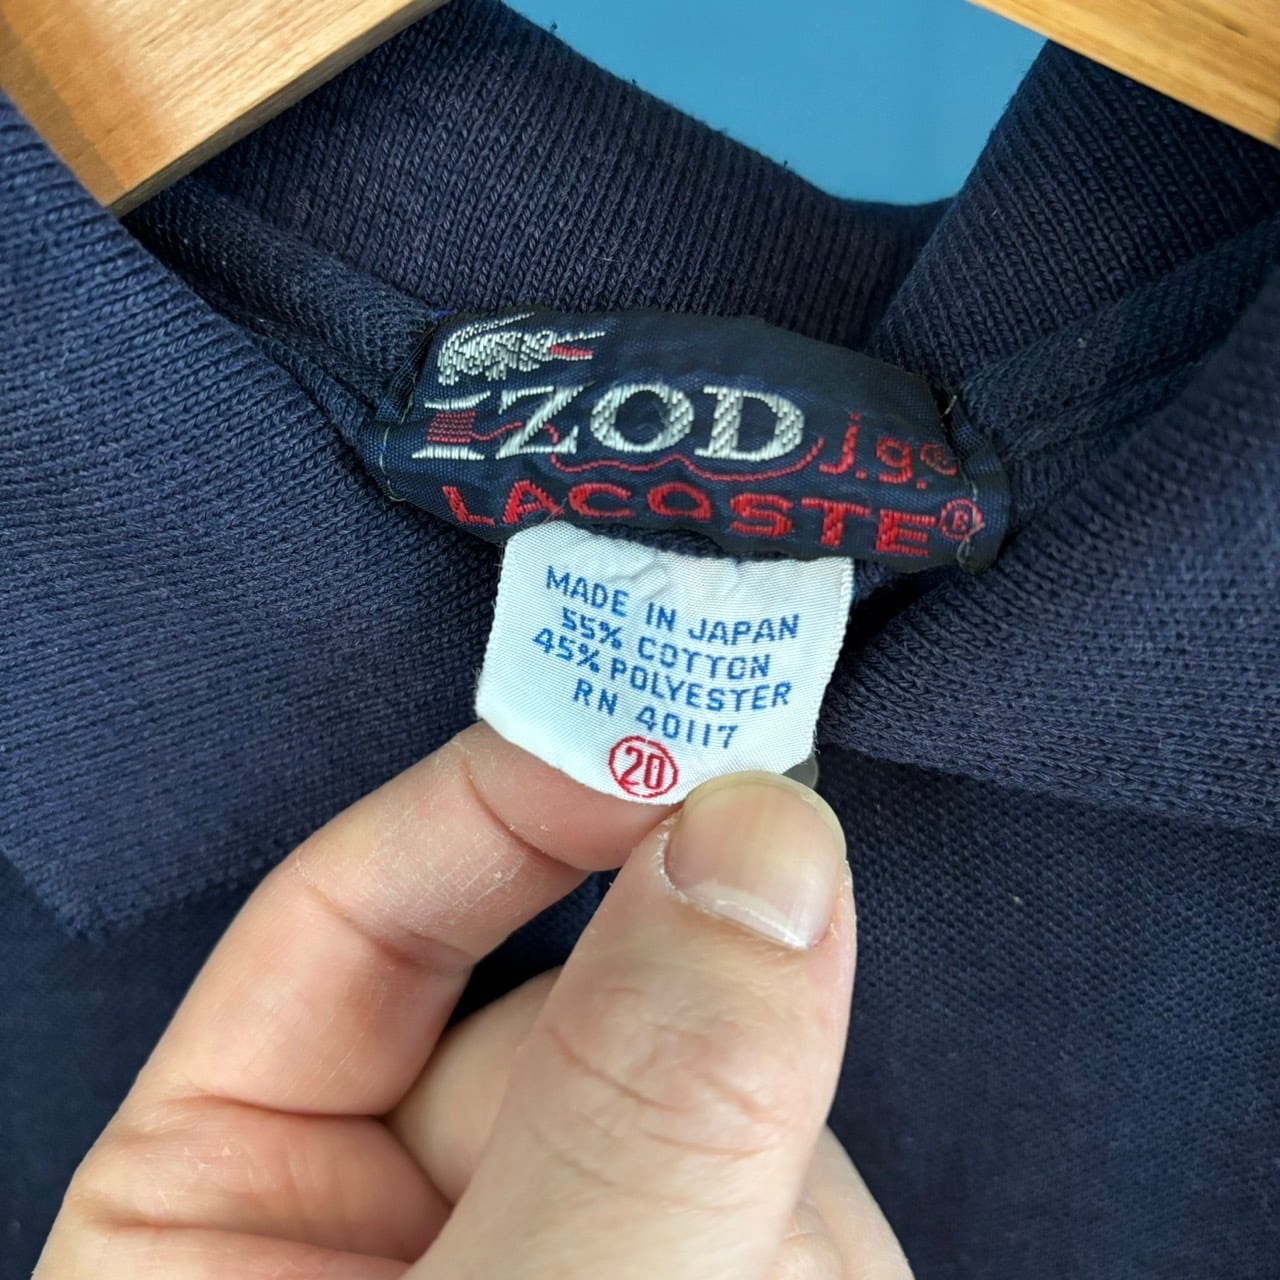 IZOD j.g.®
LACOSTE®
MADE IN JAPAN
55% COTTON
45% POLYESTER
RN 40117
20